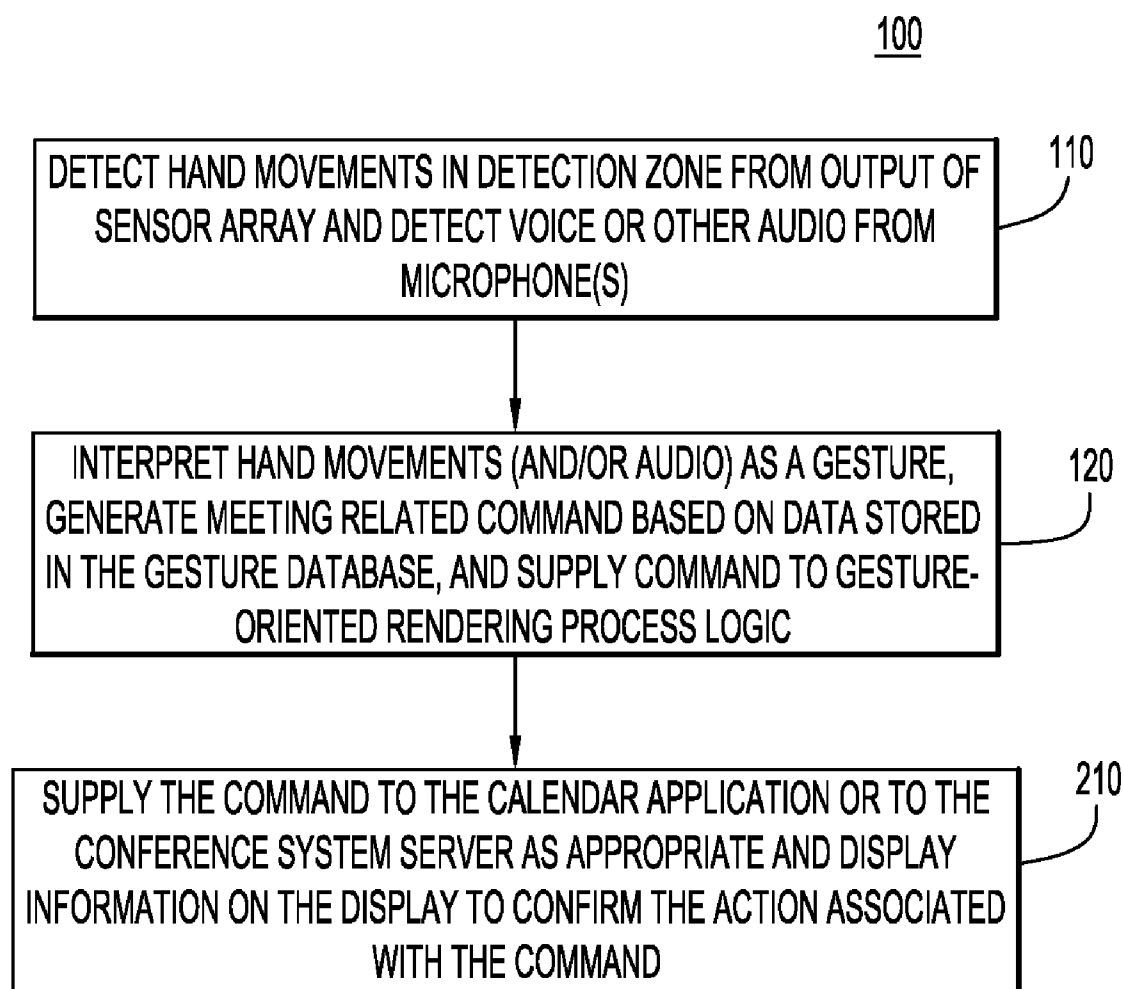 100
DETECT HAND MOVEMENTS IN DETECTION ZONE FROM OUTPUT OF
SENSOR ARRAY AND DETECT VOICE OR OTHER AUDIO FROM
MICROPHONE(S)
110
INTERPRET HAND MOVEMENTS (AND/OR AUDIO) AS A GESTURE,
GENERATE MEETING RELATED COMMAND BASED ON DATA STORED
IN THE GESTURE DATABASE, AND SUPPLY COMMAND TO GESTURE-
ORIENTED RENDERING PROCESS LOGIC
120
SUPPLY THE COMMAND TO THE CALENDAR APPLICATION OR TO THE
CONFERENCE SYSTEM SERVER AS APPROPRIATE AND DISPLAY
INFORMATION ON THE DISPLAY TO CONFIRM THE ACTION ASSOCIATED
WITH THE COMMAND
210